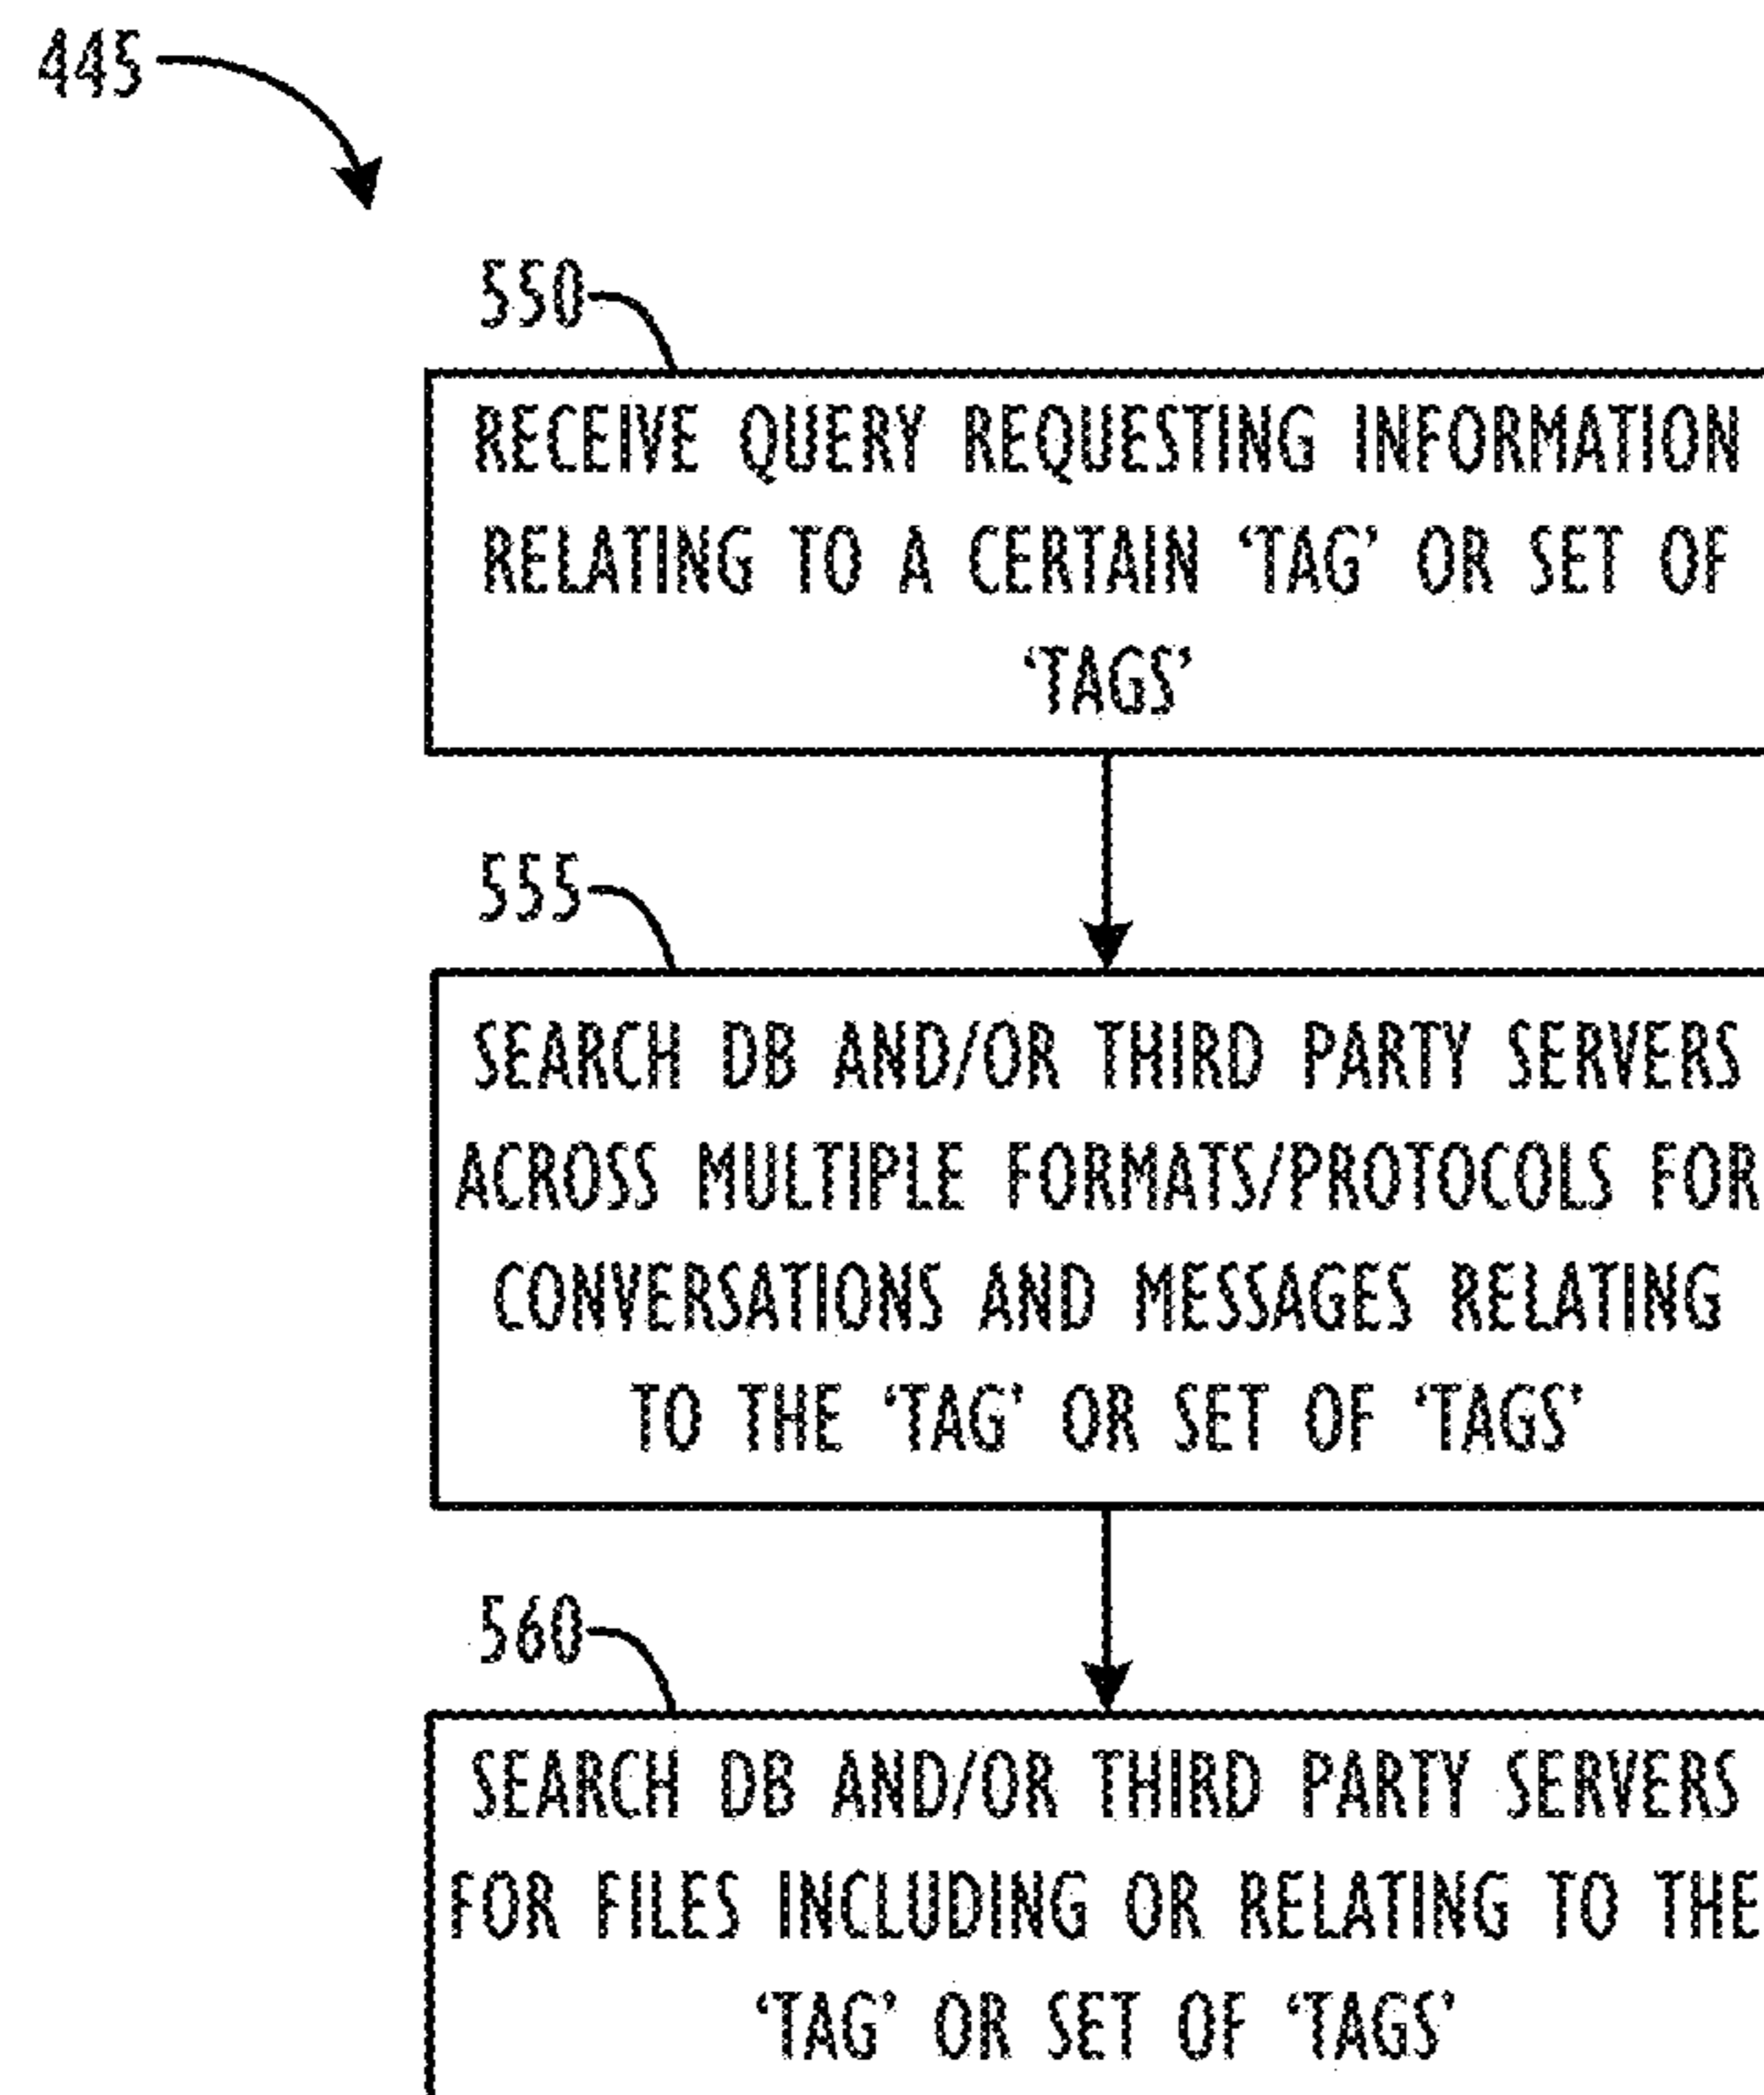 445
550
RECEIVE QUERY REQUESTING INFORMATION
RELATING TO A CERTAIN ‘TAG’ OR SET OF
‘TAGS’
555
SEARCH DB AND/OR THIRD PARTY SERVERS
ACROSS MULTIPLE FORMATS/PROTOCOLS FOR
CONVERSATIONS AND MESSAGES RELATING
TO THE ‘TAG’ OR SET OF ‘TAGS’
560
SEARCH DB AND/OR THIRD PARTY SERVERS
FOR FILES INCLUDING OR RELATING TO THE
‘TAG’ OR SET OF ‘TAGS’